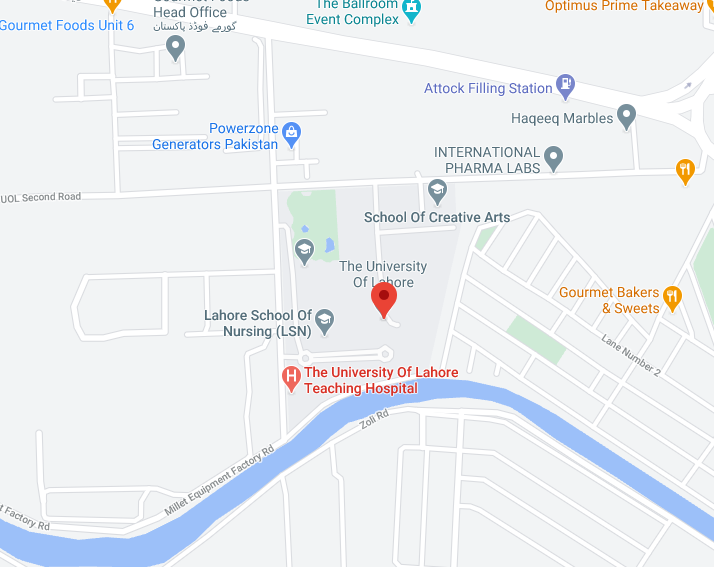 Gourmet Foods
Head Office
گورمے فوڈذ پاکستان
Gourmet Foods Unit 6
The Ballroom
Event Complex
Optimus Prime Takeaway
Attock Filling Station
Haqeeq Marbles
Powerzone
Generators Pakistan
INTERNATIONAL
PHARMA LABS
UOL Second Road
School Of Creative Arts
The University
Of Lahore
Gourmet Bakers
& Sweets
Lahore School Of
Nursing (LSN)
Lane Number 2
H
The University Of Lahore
Teaching Hospital
Zoli Rd
Millet Equipment Factory Rd
t Factory Rd